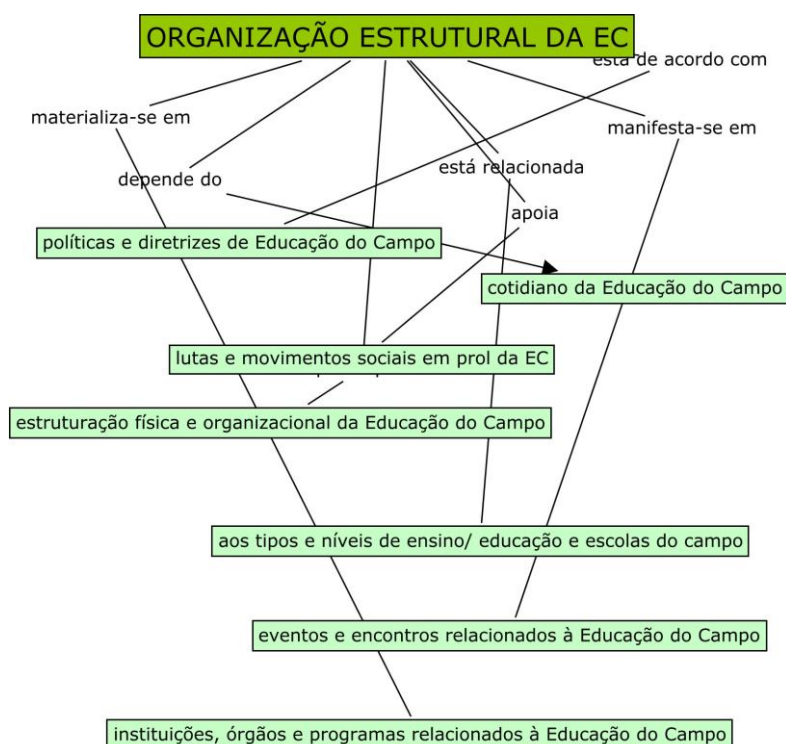 ORGANIZAÇÃO ESTRUTURAL DA EC
está de acordo com
materializa-se em
manifesta-se em
está relacionada
depende do
apoia
políticas e diretrizes de Educação do Campo
cotidiano da Educação do Campo
lutas e movimentos sociais em prol da EC
estruturação física e organizacional da Educação do Campo
aos tipos e níveis de ensino/ educação e escolas do campo
eventos e encontros relacionados à Educação do Campo
instituições, órgãos e programas relacionados à Educação do Campo